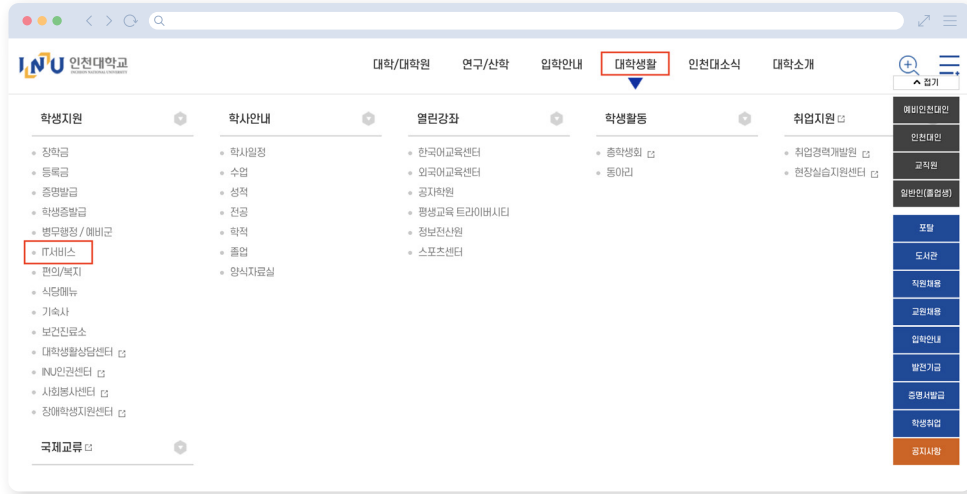 INU 인천대학교
INCHEON NATIONAL UNIVERSITY
대학/대학원 연구/산학 입학안내 대학생활 인천대소식 대학소개
접기
학생지원
장학금
등록금
증명발급
학생증발급
병무행정 / 예비군
IT서비스
편의/복지
식당메뉴
기숙사
보건진료소
대학생활상담센터
INU인권센터
사회봉사센터
장애학생지원센터
국제교류
학사안내
학사일정
수업
성적
전공
학적
졸업
양식자료실
열린강좌
한국어교육센터
외국어교육센터
공자학원
평생교육 트라이버시티
정보전산원
스포츠센터
학생활동
총학생회
동아리
취업지원
취업경력개발원
현장실습지원센터
예비인천대인
인천대인
교직원
일반인(졸업생)
포탈
도서관
직원채용
교원채용
입학안내
발전기금
증명서발급
학생취업
공지사항